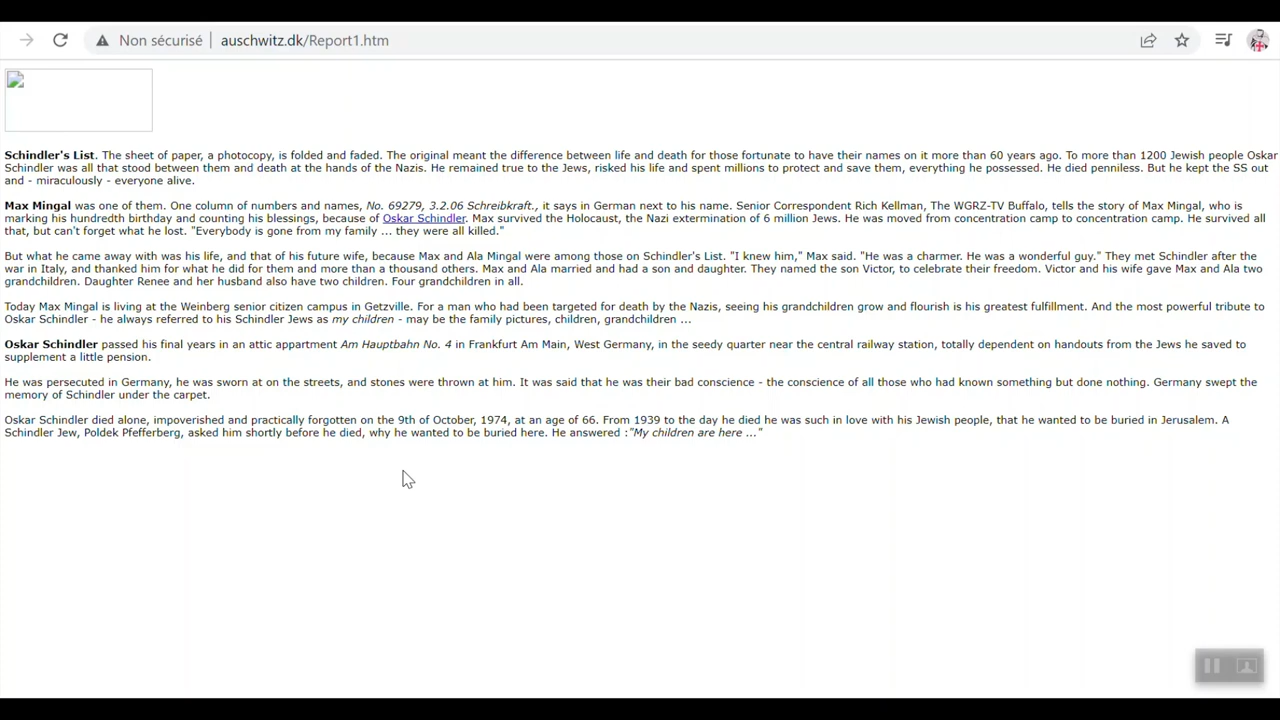 Non sécurisé | auschwitz.dk/Report1.htm
Schindler's List. The sheet of paper, a photocopy, is folded and faded. The original meant the difference between life and death for those fortunate to have their names on it more than 60 years ago. To more than 1200 Jewish people Oskar
Schindler was all that stood between them and death at the hands of the Nazis. He remained true to the Jews, risked his life and spent millions to protect and save them, everything he possessed. He died penniless. But he kept the SS out
and - miraculously - everyone alive.
Max Mingal was one of them. One column of numbers and names, No. 69279, 3.2.06 Schreibkraft., it says in German next to his name. Senior Correspondent Rich Kellman, The WGRZ-TV Buffalo, tells the story of Max Mingal, who is
marking his hundredth birthday and counting his blessings, because of Oskar Schindler. Max survived the Holocaust, the Nazi extermination of 6 million Jews. He was moved from concentration camp to concentration camp. He survived all
that, but can't forget what he lost. "Everybody is gone from my family ... they were all killed."
But what he came away with was his life, and that of his future wife, because Max and Ala Mingal were among those on Schindler's List. "I knew him," Max said. "He was a charmer. He was a wonderful guy." They met Schindler after the
war in Italy, and thanked him for what he did for them and more than a thousand others. Max and Ala married and had a son and daughter. They named the son Victor, to celebrate their freedom. Victor and his wife gave Max and Ala two
grandchildren. Daughter Renee and her husband also have two children. Four grandchildren in all.
Today Max Mingal is living at the Weinberg senior citizen campus in Getzville. For a man who had been targeted for death by the Nazis, seeing his grandchildren grow and flourish is his greatest fulfillment. And the most powerful tribute to
Oskar Schindler - he always referred to his Schindler Jews as my children - may be the family pictures, children, grandchildren ...
Oskar Schindler passed his final years in an attic appartment Am Hauptbahn No. 4 in Frankfurt Am Main, West Germany, in the seedy quarter near the central railway station, totally dependent on handouts from the Jews he saved to
supplement a little pension.
He was persecuted in Germany, he was sworn at on the streets, and stones were thrown at him. It was said that he was their bad conscience - the conscience of all those who had known something but done nothing. Germany swept the
memory of Schindler under the carpet.
Oskar Schindler died alone, impoverished and practically forgotten on the 9th of October, 1974, at an age of 66. From 1939 to the day he died he was such in love with his Jewish people, that he wanted to be buried in Jerusalem. A
Schindler Jew, Poldek Pfefferberg, asked him shortly before he died, why he wanted to be buried here. He answered :"My children are here ..."